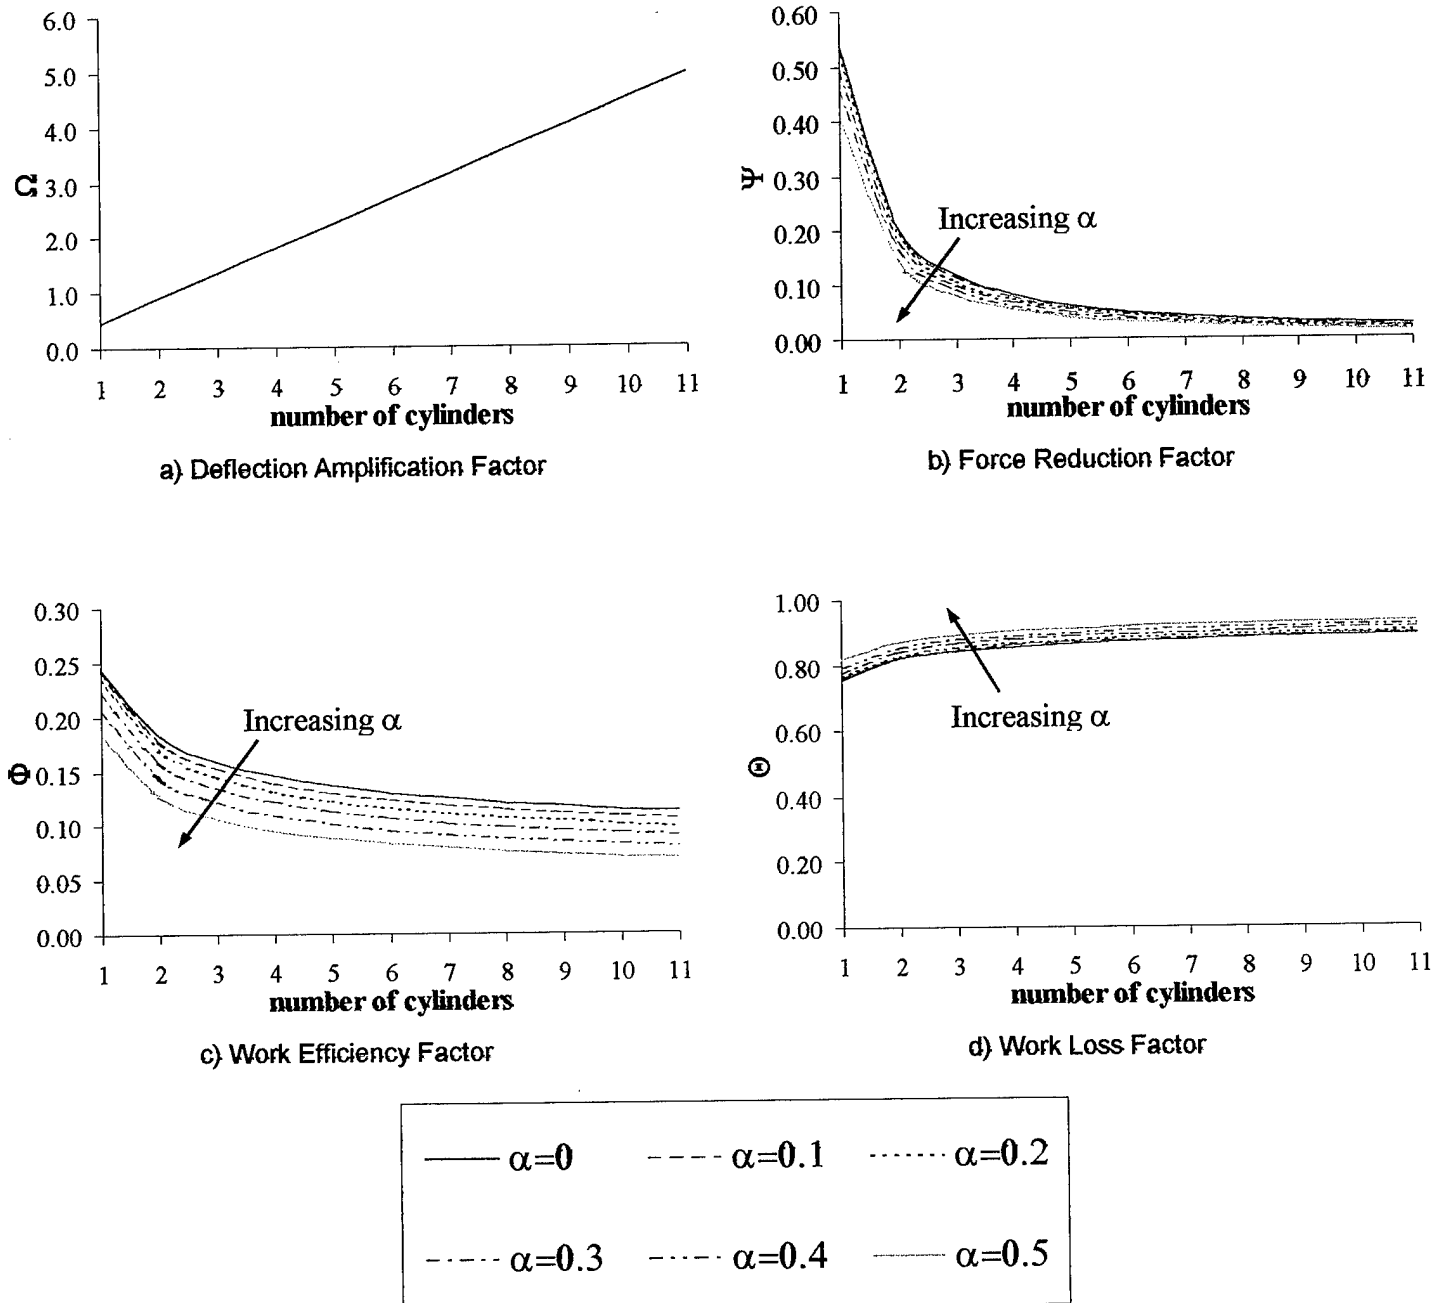 6.0
5.0
4.0
3.0
2.0
1.0
0.0
Ω
1 2 3 4 5 6 7 8 9 10 11
number of cylinders
a) Deflection Amplification Factor
0.60
0.50
0.40
0.30
0.20
0.10
0.00
Ψ
Increasing α
1 2 3 4 5 6 7 8 9 10 11
number of cylinders
b) Force Reduction Factor
0.30
0.25
0.20
0.15
0.10
0.05
0.00
Φ
Increasing α
1 2 3 4 5 6 7 8 9 10 11
number of cylinders
c) Work Efficiency Factor
1.00
0.80
0.60
0.40
0.20
0.00
Θ
Increasing α
1 2 3 4 5 6 7 8 9 10 11
number of cylinders
d) Work Loss Factor
α=0 α=0.1 α=0.2
α=0.3 α=0.4 α=0.5